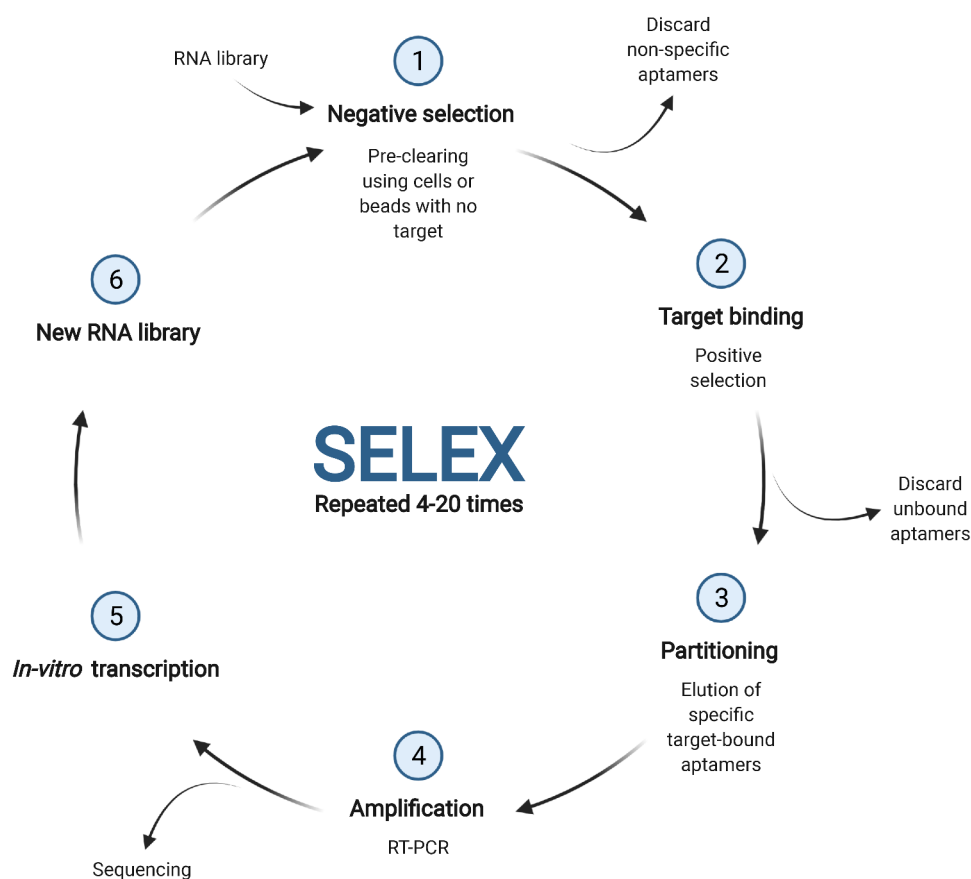 RNA library
1
Negative selection
Pre-clearing
using cells or
beads with no
target
Discard
non-specific
aptamers
2
Target binding
Positive
selection
Discard
unbound
aptamers
3
Partitioning
Elution of
specific
target-bound
aptamers
4
Amplification
RT-PCR
Sequencing
5
In-vitro transcription
6
New RNA library
SELEX
Repeated 4-20 times